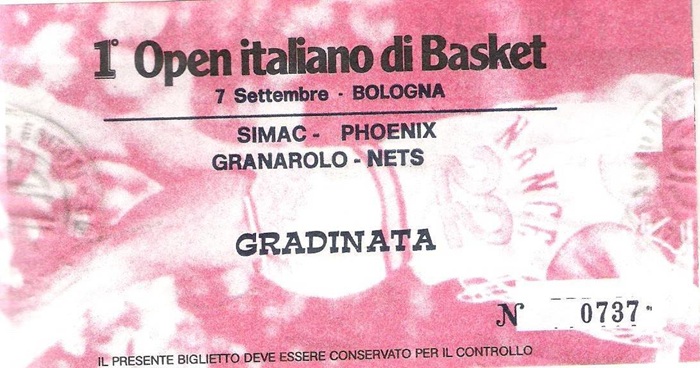 1° Open italiano di Basket
7 Settembre - BOLOGNA
SIMAC - PHOENIX
GRANAROLO - NETS
GRADINATA
N 0737
IL PRESENTE BIGLIETTO DEVE ESSERE CONSERVATO PER IL CONTROLLO